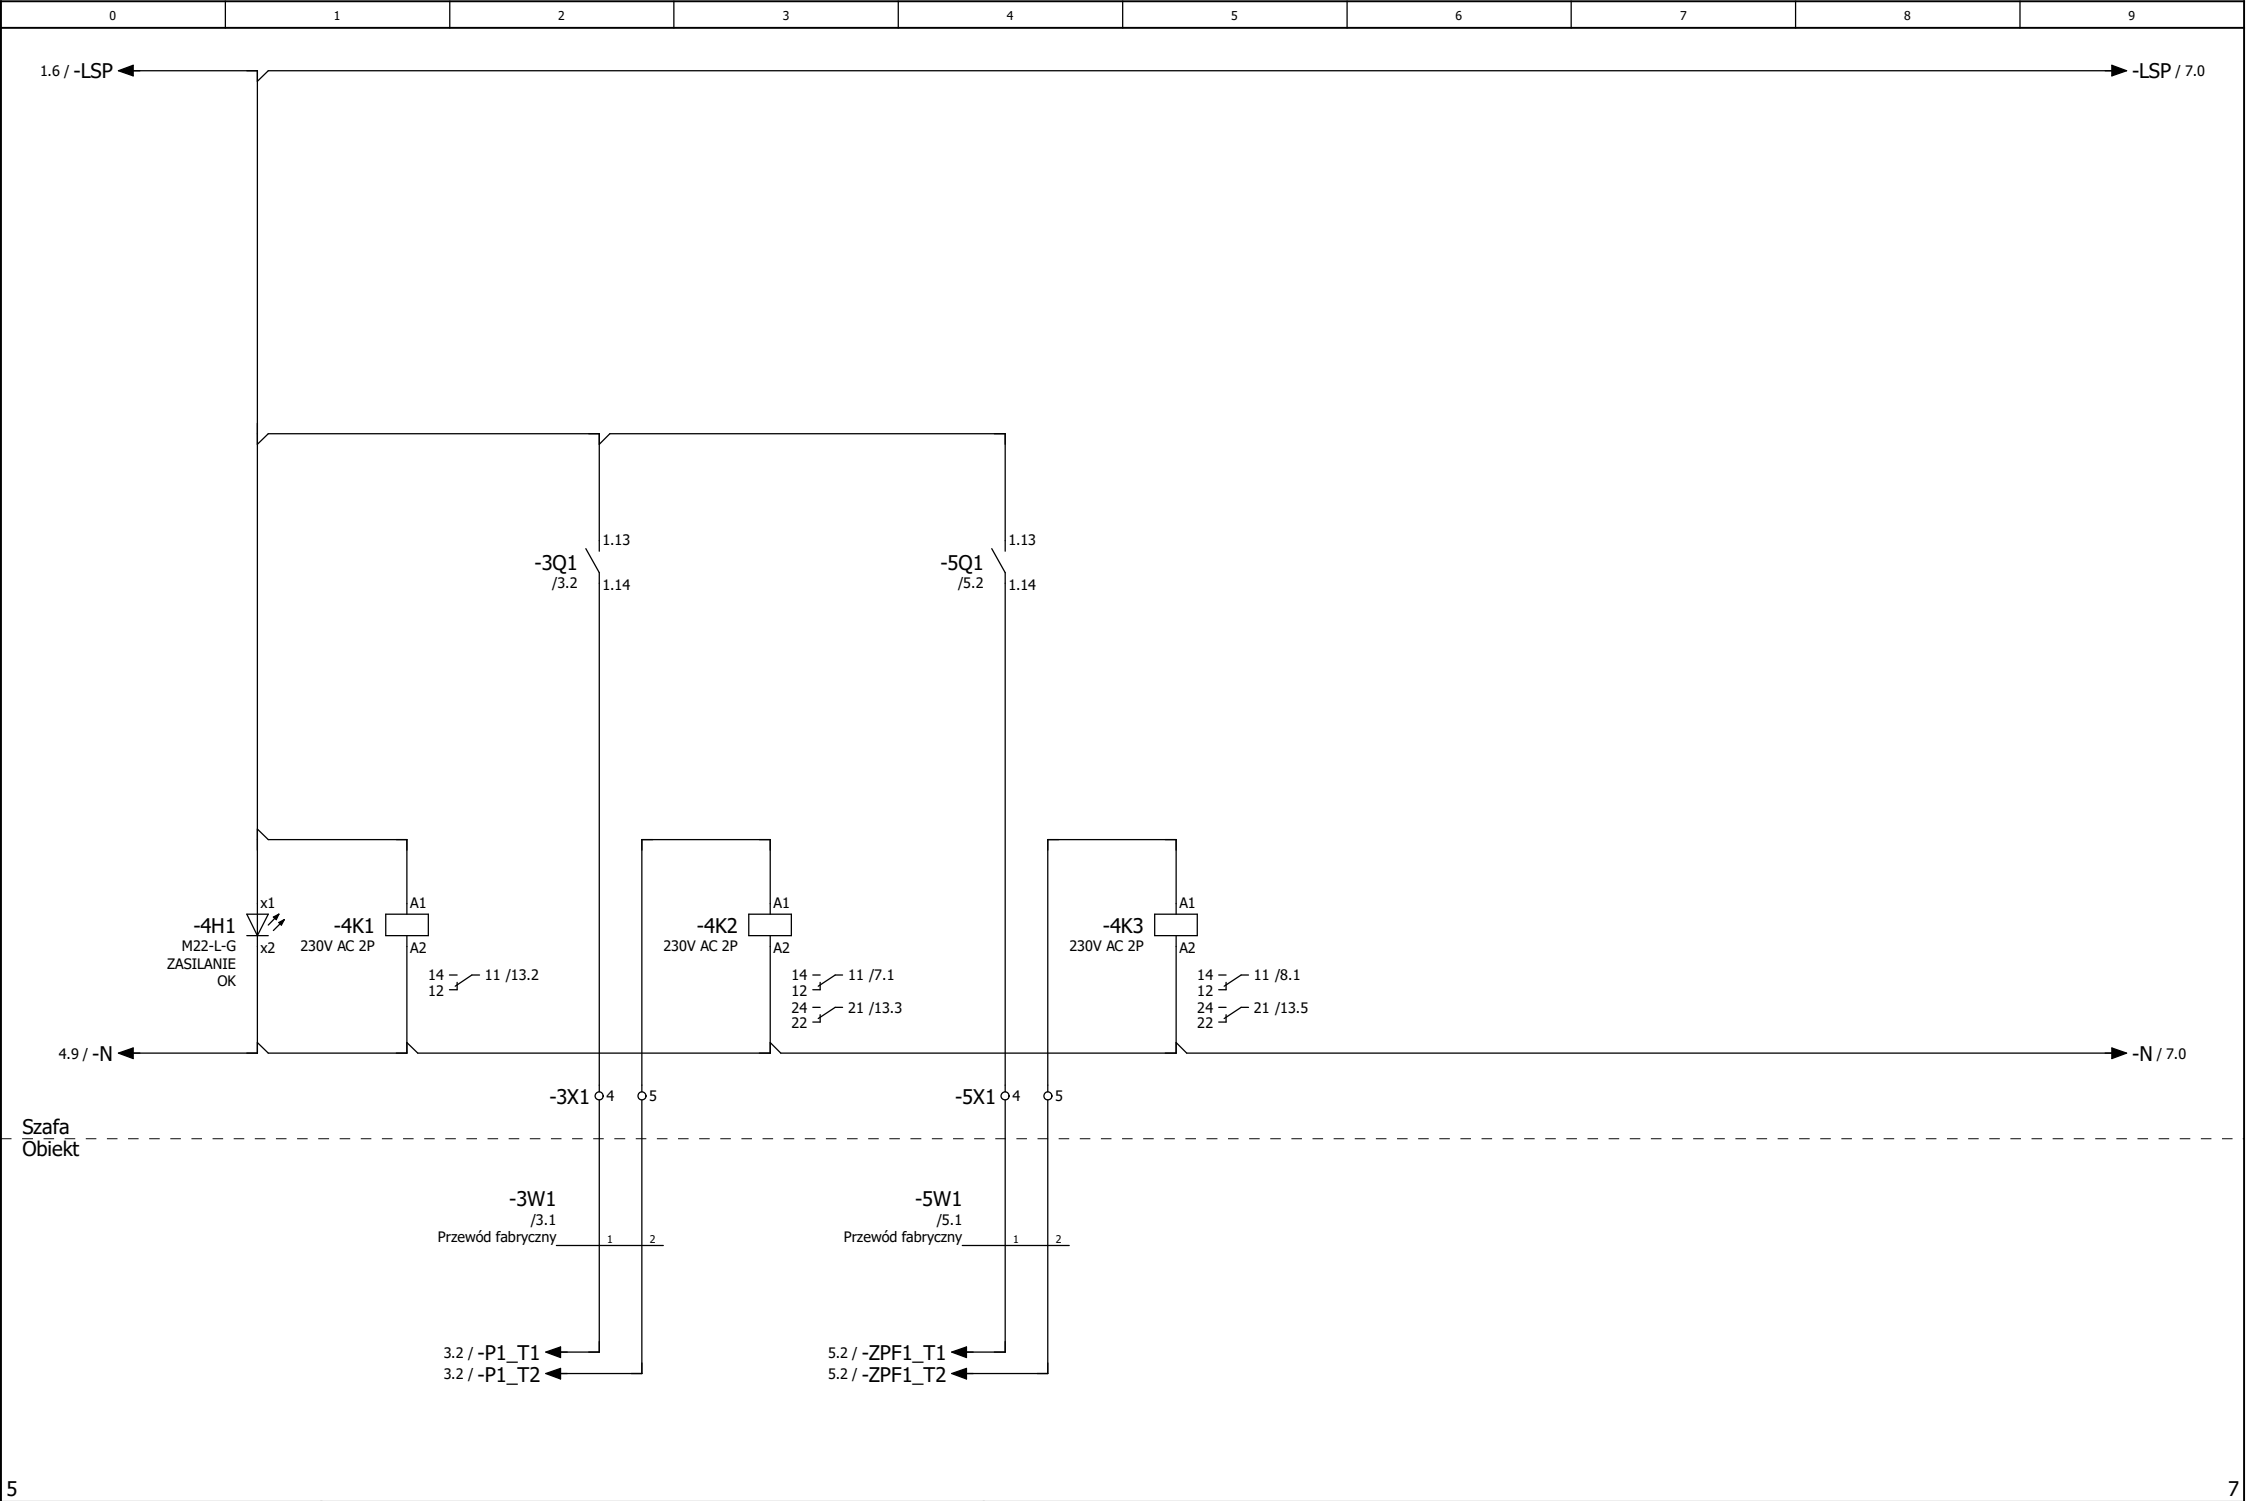 0 1 2 3 4 5 6 7 8 9
1.6 / -LSP
-LSP / 7.0
1.13
-3Q1
/3.2
1.14
1.13
-5Q1
/5.2
1.14
x1
-4H1
M22-L-G
x2
ZASILANIE
OK
A1
-4K1
230V AC 2P
A2
14 11 /13.2
12
A1
-4K2
230V AC 2P
A2
14 11 /7.1
12
24 21 /13.3
22
A1
-4K3
230V AC 2P
A2
14 11 /8.1
12
24 21 /13.5
22
4.9 / -N
-N / 7.0
-3X1 4 5
-5X1 4 5
Szafa
Obiekt
-3W1
/3.1
Przewód fabryczny 1 2
-5W1
/5.1
Przewód fabryczny 1 2
3.2 / -P1_T1
3.2 / -P1_T2
5.2 / -ZPF1_T1
5.2 / -ZPF1_T2
5
7